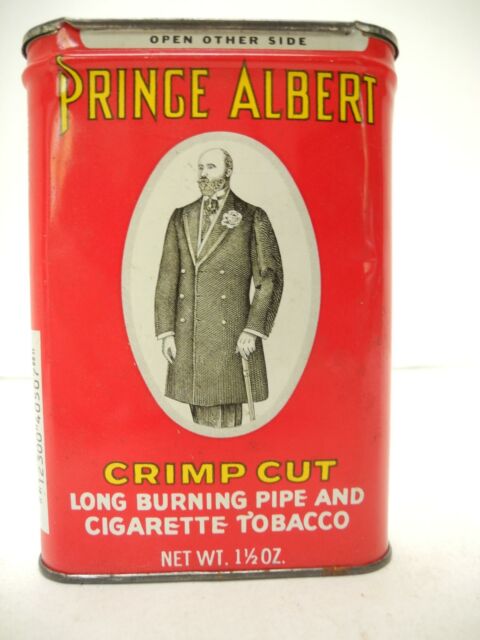 OPEN OTHER SIDE
PRINCE ALBERT
CRIMP CUT
LONG BURNING PIPE AND
CIGARETTE TOBACCO
NET WT. 1½ OZ.